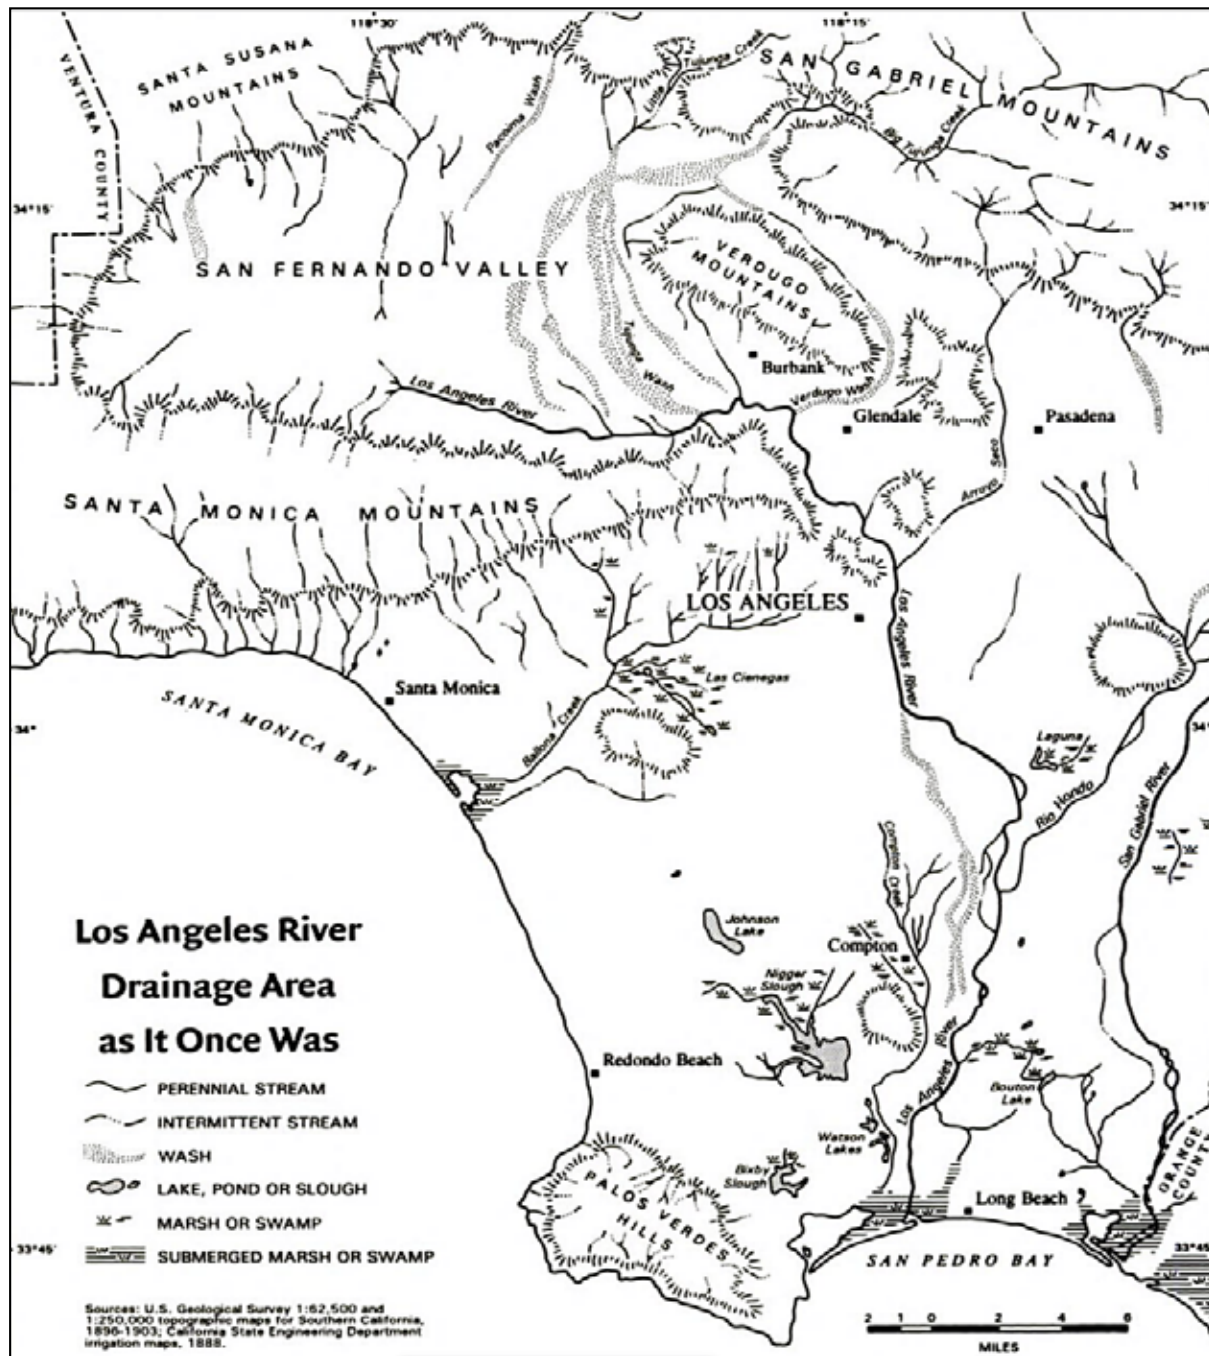 118°30'
118°15'
SANTA SUSANA
MOUNTAINS
VENTURA COUNTY
Pacoima Wash
Little Tujunga Creek
SAN GABRIEL MOUNTAINS
Big Tujunga Creek
34°15'
34°15'
SAN FERNANDO VALLEY
VERDUGO
MOUNTAINS
Tujunga Wash
Burbank
Los Angeles River
Verdugo Wash
Glendale
Pasadena
Arroyo Seco
SANTA MONICA MOUNTAINS
LOS ANGELES
Los Angeles River
Santa Monica
Las Cienegas
SANTA MONICA BAY
Ballona Creek
34°
34°
Laguna
Rio Hondo
San Gabriel River
Compton Creek
Johnson
Lake
Compton
Nigger
Slough
Los Angeles River
Redondo Beach
Bouton
Lake
Watson
Lakes
ORANGE
COUNTY
Bixby
Slough
PALOS VERDES
HILLS
Long Beach
SAN PEDRO BAY
33°45'
33°45'
Los Angeles River
Drainage Area
as It Once Was
PERENNIAL STREAM
INTERMITTENT STREAM
WASH
LAKE, POND OR SLOUGH
MARSH OR SWAMP
SUBMERGED MARSH OR SWAMP
Sources: U.S. Geological Survey 1:62,500 and
1:250,000 topographic maps for Southern California,
1896-1903; California State Engineering Department
irrigation maps. 1888.
2 1 0 2 4 6
MILES